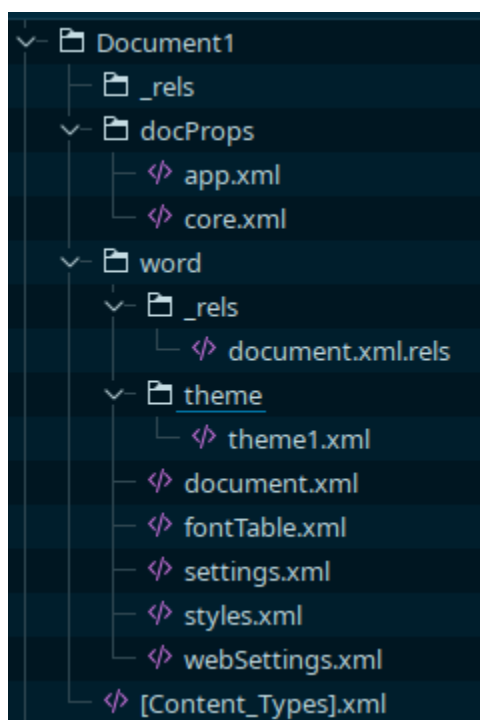 Document1
_rels
docProps
app.xml
core.xml
word
_rels
document.xml.rels
theme
theme1.xml
document.xml
fontTable.xml
settings.xml
styles.xml
webSettings.xml
[Content_Types].xml